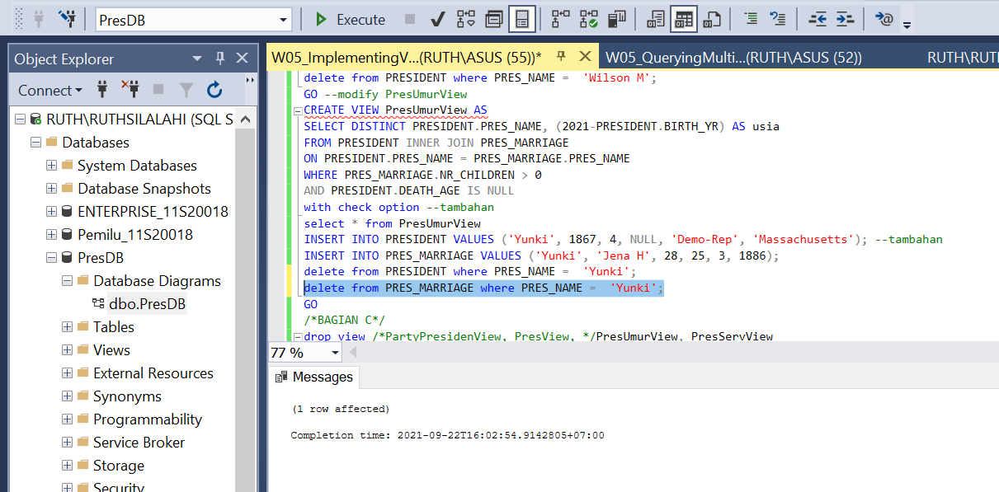 PresDB
Execute
Object Explorer
W05_ImplementingV...(RUTH\ASUS (55))*
W05_QueryingMulti...(RUTH\ASUS (52))
RUTH\RUTH
Connect
RUTH\RUTHSILALAHI (SQL S
Databases
System Databases
Database Snapshots
ENTERPRISE_11S20018
Pemilu_11S20018
PresDB
Database Diagrams
dbo.PresDB
Tables
Views
External Resources
Synonyms
Programmability
Service Broker
Storage
Security
delete from PRESIDENT where PRES_NAME = 'Wilson M';
GO --modify PresUmurView
CREATE VIEW PresUmurView AS
SELECT DISTINCT PRESIDENT.PRES_NAME, (2021-PRESIDENT.BIRTH_YR) AS usia
FROM PRESIDENT INNER JOIN PRES_MARRIAGE
ON PRESIDENT.PRES_NAME = PRES_MARRIAGE.PRES_NAME
WHERE PRES_MARRIAGE.NR_CHILDREN > 0
AND PRESIDENT.DEATH_AGE IS NULL
with check option --tambahan
select * from PresUmurView
INSERT INTO PRESIDENT VALUES ('Yunki', 1867, 4, NULL, 'Demo-Rep', 'Massachusetts'); --tambahan
INSERT INTO PRES_MARRIAGE VALUES ('Yunki', 'Jena H', 28, 25, 3, 1886);
delete from PRESIDENT where PRES_NAME = 'Yunki';
delete from PRES_MARRIAGE where PRES_NAME = 'Yunki';
GO
/*BAGIAN C*/
drop view /*PartyPresidenView, PresView, */PresUmurView, PresServView
77 %
Messages
(1 row affected)
Completion time: 2021-09-22T16:02:54.9142805+07:00